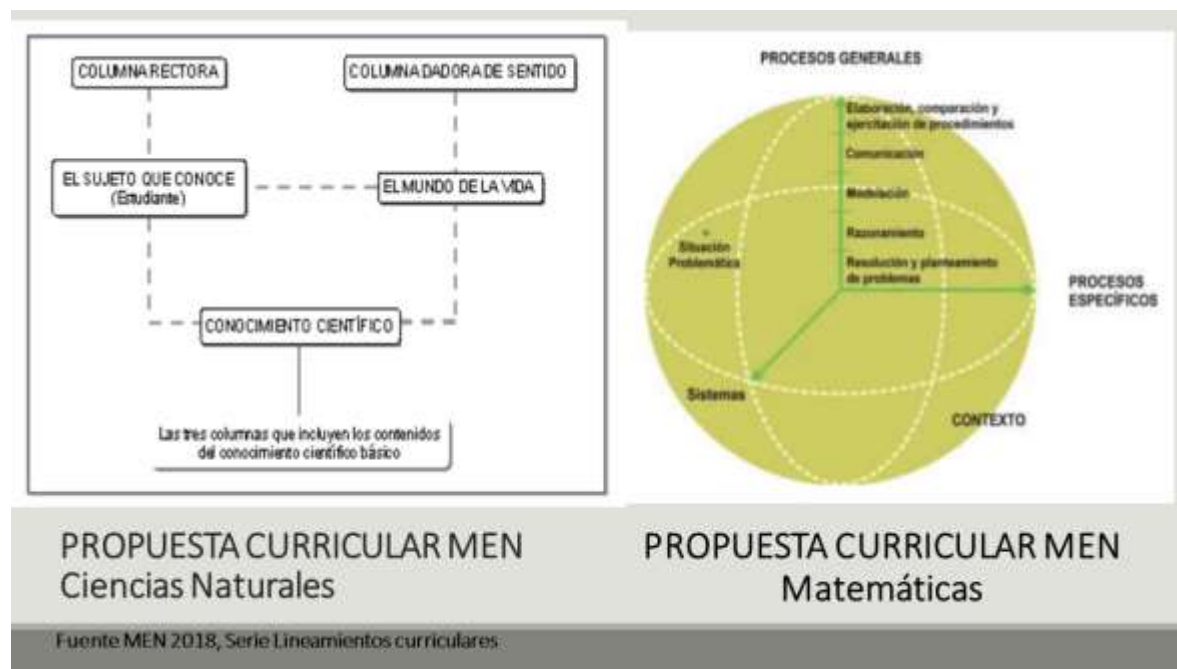 COLUMNA RECTORA
COLUMNA DADORA DE SENTIDO
EL SUJETO QUE CONOCE
(Estudiante)
EL MUNDO DE LA VIDA
CONOCIMIENTO CIENTÍFICO
Las tres columnas que incluyen los contenidos
del conocimiento científico básico
PROCESOS GENERALES
Elaboración, comparación y
ejercitación de procedimientos
Comunicación
Modelación
Razonamiento
Situación
Problemática
Resolución y planteamiento
de problemas
PROCESOS
ESPECÍFICOS
Sistemas
CONTEXTO
PROPUESTA CURRICULAR MEN
Ciencias Naturales
PROPUESTA CURRICULAR MEN
Matemáticas
Fuente MEN 2018, Serie Lineamientos curriculares